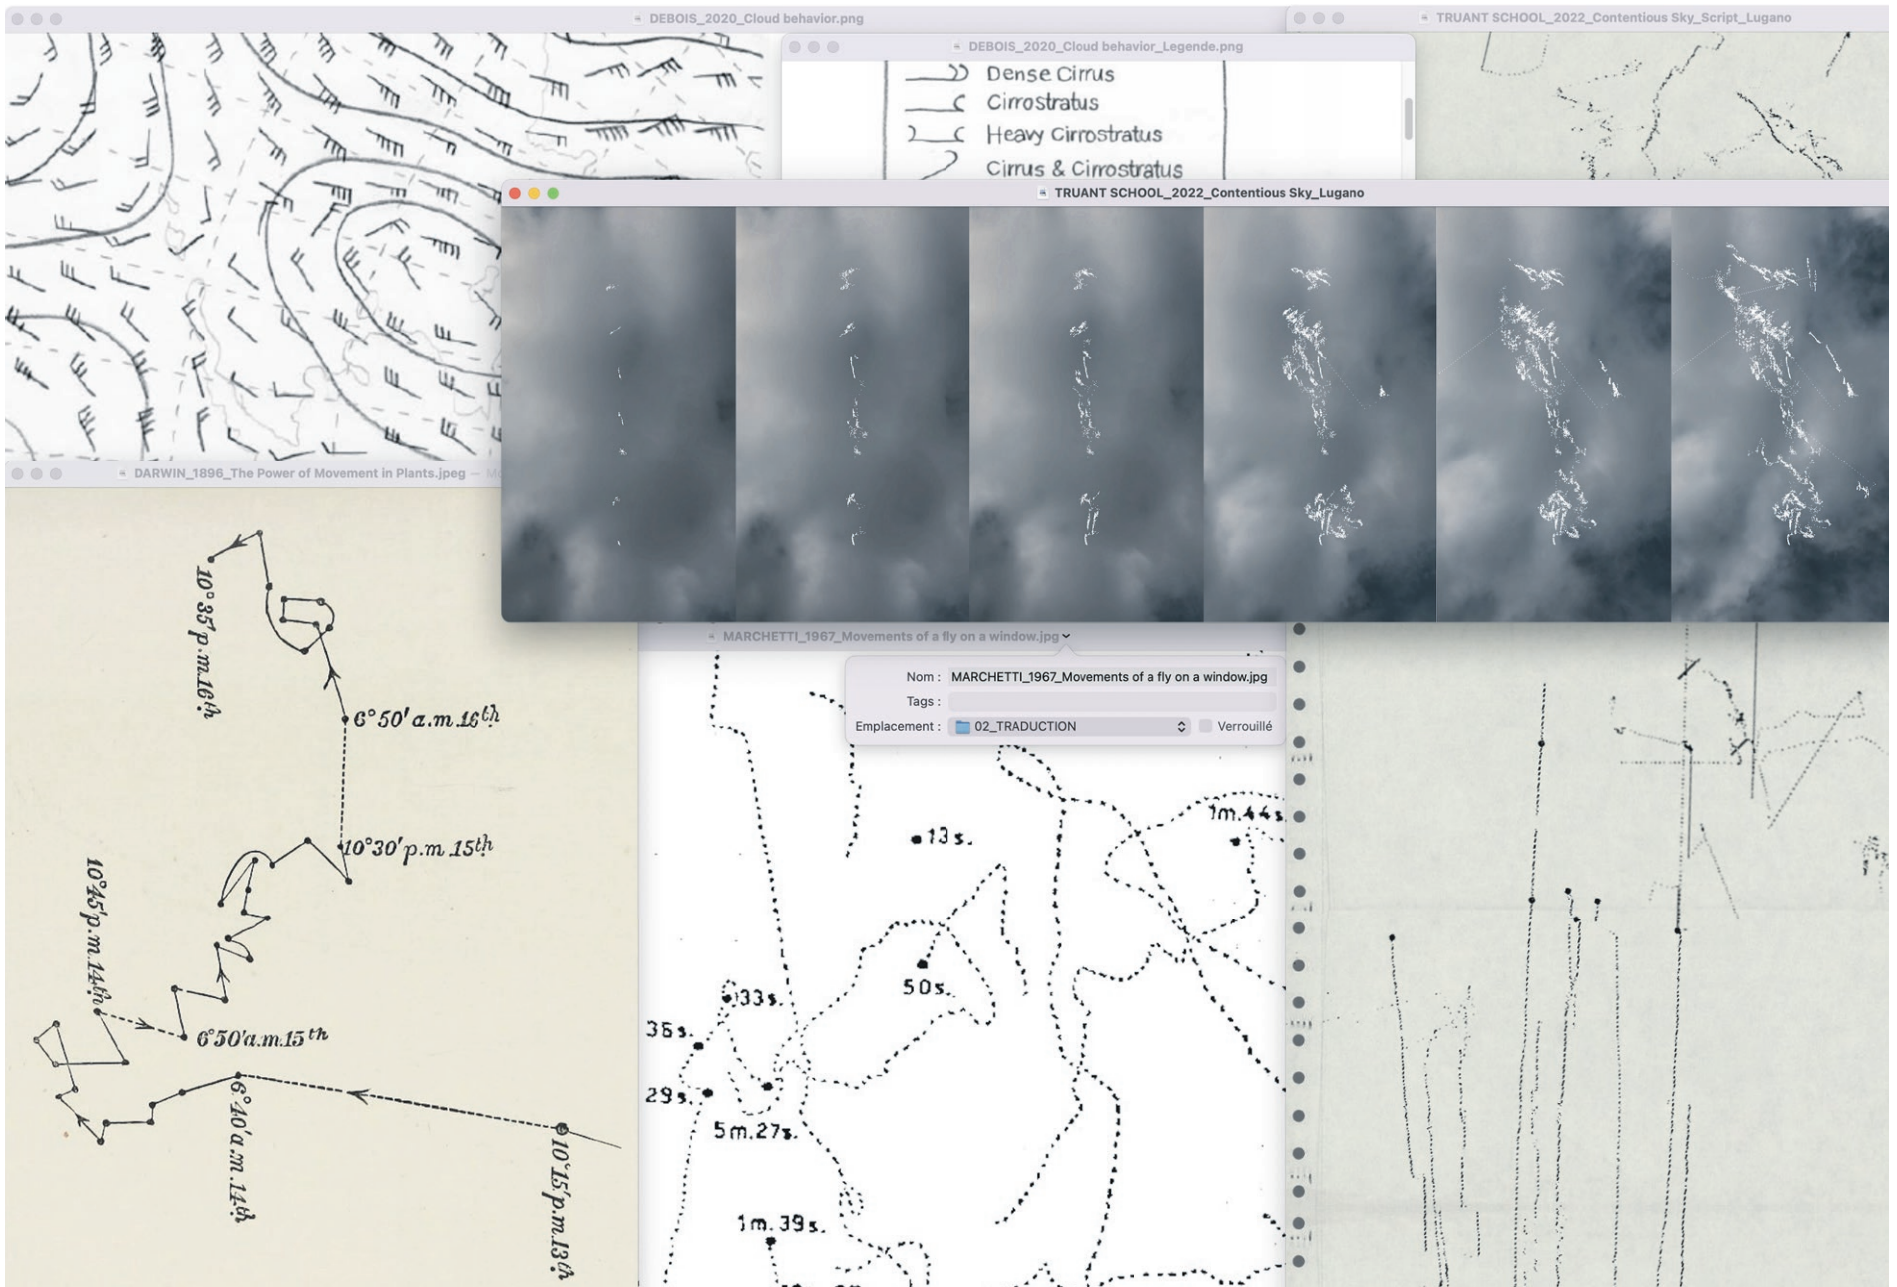 DEBOIS_2020_Cloud behavior.png
TRUANT SCHOOL_2022_Contentious Sky_Script_Lugano
DEBOIS_2020_Cloud behavior_Legende.png
Dense Cirrus
Cirrostratus
Heavy Cirrostratus
Cirrus & Cirrostratus
TRUANT SCHOOL_2022_Contentious Sky_Lugano
DARWIN_1896_The Power of Movement in Plants.jpeg —
10°35'p.m.16th
6°50'a.m.16th
10°30'p.m.15th
10°45'p.m.14th
6°50'a.m.15th
6°40'a.m.14th
10°15'p.m.13th
MARCHETTI_1967_Movements of a fly on a window.jpg
Nom : MARCHETTI_1967_Movements of a fly on a window.jpg
Tags :
Emplacement : 02_TRADUCTION Verrouillé
1m.44s.
13s.
50s.
33s.
36s.
29s.
5m.27s.
1m.39s.